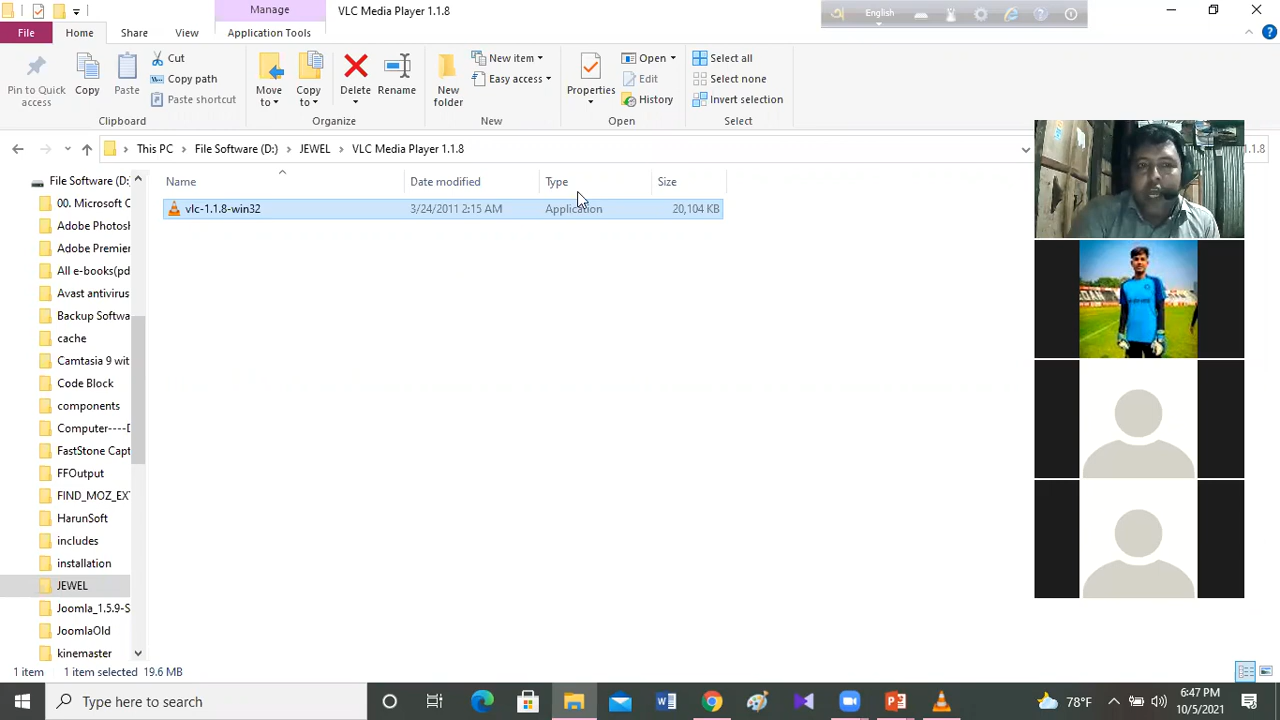 Manage
VLC Media Player 1.1.8
English
File
Home
Share
View
Application Tools
Pin to Quick access
Copy
Paste
Cut
Copy path
Paste shortcut
Clipboard
Move to
Copy to
Delete
Rename
Organize
New folder
New item
Easy access
New
Properties
Open
Edit
History
Open
Select all
Select none
Invert selection
Select
This PC
File Software (D:)
JEWEL
VLC Media Player 1.1.8
1.8
Name
Date modified
Type
Size
vlc-1.1.8-win32
3/24/2011 2:15 AM
Application
20,104 KB
File Software (D:
00. Microsoft C
Adobe Photosh
Adobe Premier
All e-books(pd
Avast antivirus
Backup Softwa
cache
Camtasia 9 wit
Code Block
components
Computer----D
FastStone Capt
FFOutput
FIND_MOZ_EXT
HarunSoft
includes
installation
JEWEL
Joomla_1.5.9-S
JoomlaOld
kinemaster
1 item
1 item selected 19.6 MB
Type here to search
78°F
6:47 PM
10/5/2021